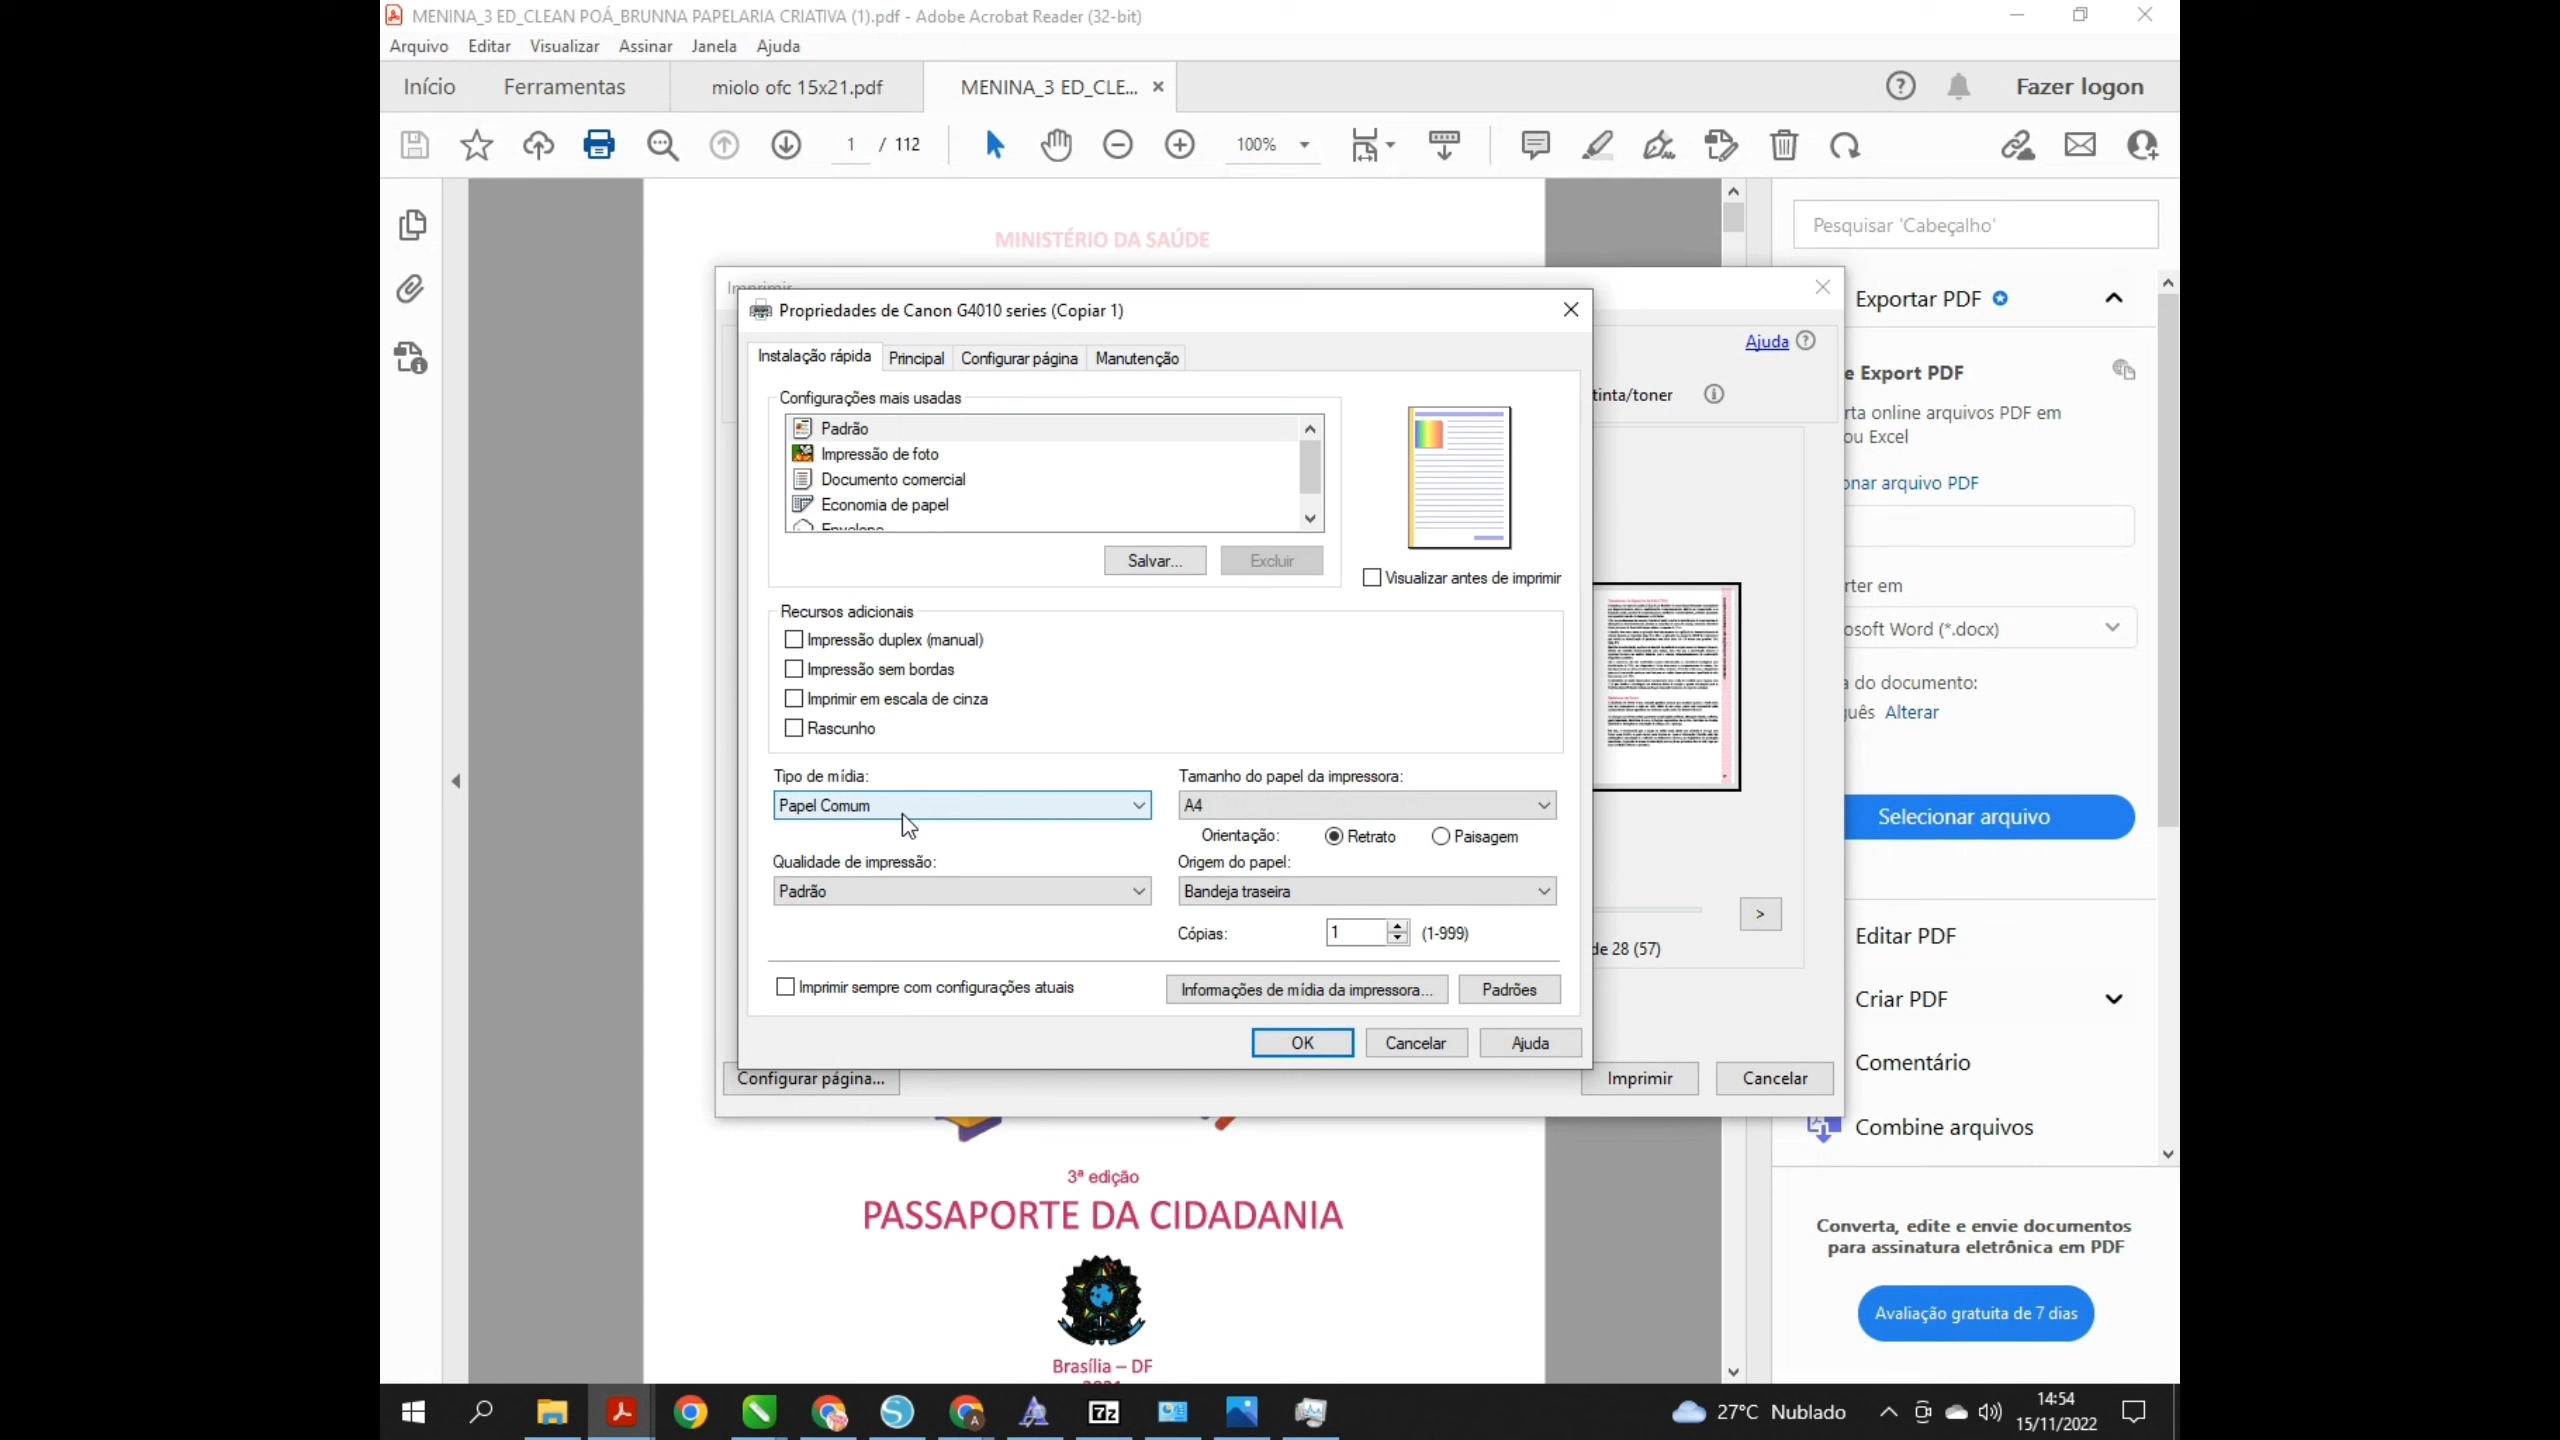 MENINA_3 ED_CLEAN POÁ_BRUNNA PAPELARIA CRIATIVA (1).pdf - Adobe Acrobat Reader (32-bit)
Arquivo Editar Visualizar Assinar Janela Ajuda
Início Ferramentas miolo ofc 15x21.pdf MENINA_3 ED_CLE... × Fazer logon
1 / 112 100%
MINISTÉRIO DA SAÚDE
Pesquisar 'Cabeçalho'
Imprimir
Exportar PDF
Propriedades de Canon G4010 series (Copiar 1)
Ajuda
Instalação rápida Principal Configurar página Manutenção
e Export PDF
tinta/toner
Configurações mais usadas
Padrão
Impressão de foto
Documento comercial
Economia de papel
Envelope
rta online arquivos PDF em
ou Excel
onar arquivo PDF
Salvar... Excluir
Visualizar antes de imprimir
rter em
Recursos adicionais
Impressão duplex (manual)
Impressão sem bordas
Imprimir em escala de cinza
Rascunho
osoft Word (*.docx)
a do documento:
uês Alterar
Tipo de mídia: Tamanho do papel da impressora:
Papel Comum A4
Orientação: Retrato Paisagem
Selecionar arquivo
Qualidade de impressão: Origem do papel:
Padrão Bandeja traseira
Cópias: 1 (1-999)
>
de 28 (57)
Editar PDF
Imprimir sempre com configurações atuais Informações de mídia da impressora... Padrões
Criar PDF
OK Cancelar Ajuda
Configurar página... Imprimir Cancelar
Comentário
Combine arquivos
3ª edição
PASSAPORTE DA CIDADANIA
Converta, edite e envie documentos
para assinatura eletrônica em PDF
Avaliação gratuita de 7 dias
Brasília – DF
2021
7z A
27°C Nublado
14:54
15/11/2022